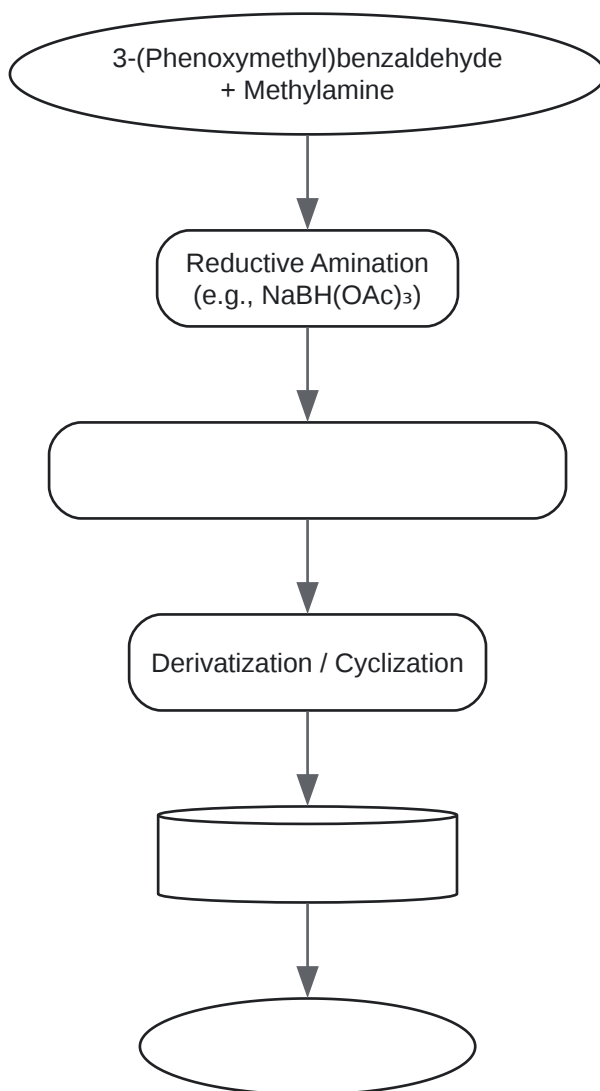 3-(Phenoxymethyl)benzaldehyde
+ Methylamine
Reductive Amination
(e.g., NaBH(OAc)₃)
Derivatization / Cyclization